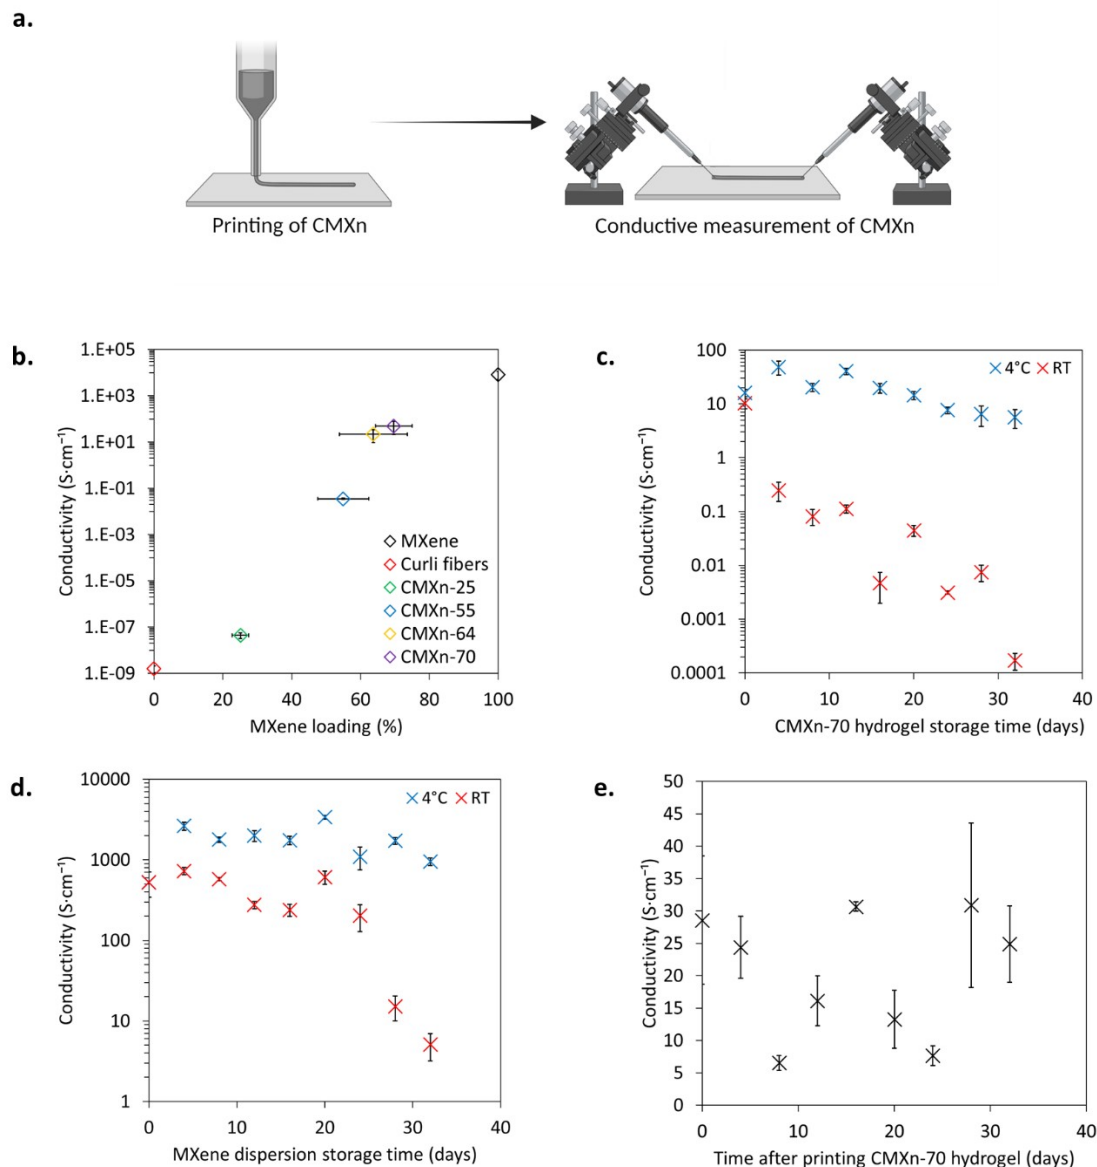 a.
Printing of CMXn
Conductive measurement of CMXn
b.
Conductivity (S·cm⁻¹)
1.E+05
1.E+03
1.E+01
1.E-01
1.E-03
1.E-05
1.E-07
1.E-09
MXene
Curli fibers
CMXn-25
CMXn-55
CMXn-64
CMXn-70
0 20 40 60 80 100
MXene loading (%)
c.
Conductivity (S·cm⁻¹)
4°C RT
100
10
1
0.1
0.01
0.001
0.0001
0 10 20 30 40
CMXn-70 hydrogel storage time (days)
d.
Conductivity (S·cm⁻¹)
4°C RT
10000
1000
100
10
1
0 10 20 30 40
MXene dispersion storage time (days)
e.
Conductivity (S·cm⁻¹)
50
45
40
35
30
25
20
15
10
5
0
0 10 20 30 40
Time after printing CMXn-70 hydrogel (days)